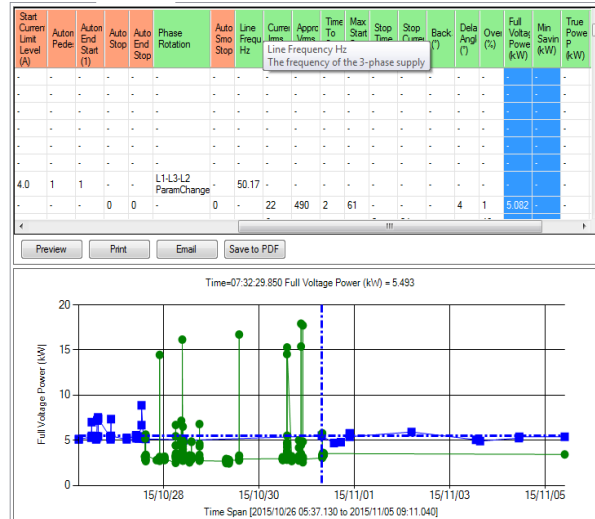 Start Curren Limit Level (A) Auton Pede: Auton End Start (1) Auto Stop Auto End Stop Phase Rotation Auto Smo Stop Line Frequ Hz Curre Irms Appro Vrms Time To Max Start Stop Time Stop Curre Back (°) Dela Angl (°) Over (%) Full Voltag Powe (kW) Min Savin (kW) True Powe P (kW)
Line Frequency Hz
The frequency of the 3-phase supply
4.0 1 1 - - L1-L3-L2 ParamChange - 50.17 -
- - - 0 0 - 0 - 22 490 2 61 - - - 4 1 5.082 - -
Preview Print Email Save to PDF
Time=07:32:29.850 Full Voltage Power (kW) = 5.493
Full Voltage Power (kW)
20
15
10
5
0
15/10/28 15/10/30 15/11/01 15/11/03 15/11/05
Time Span [2015/10/26 05:37.130 to 2015/11/05 09:11.040]